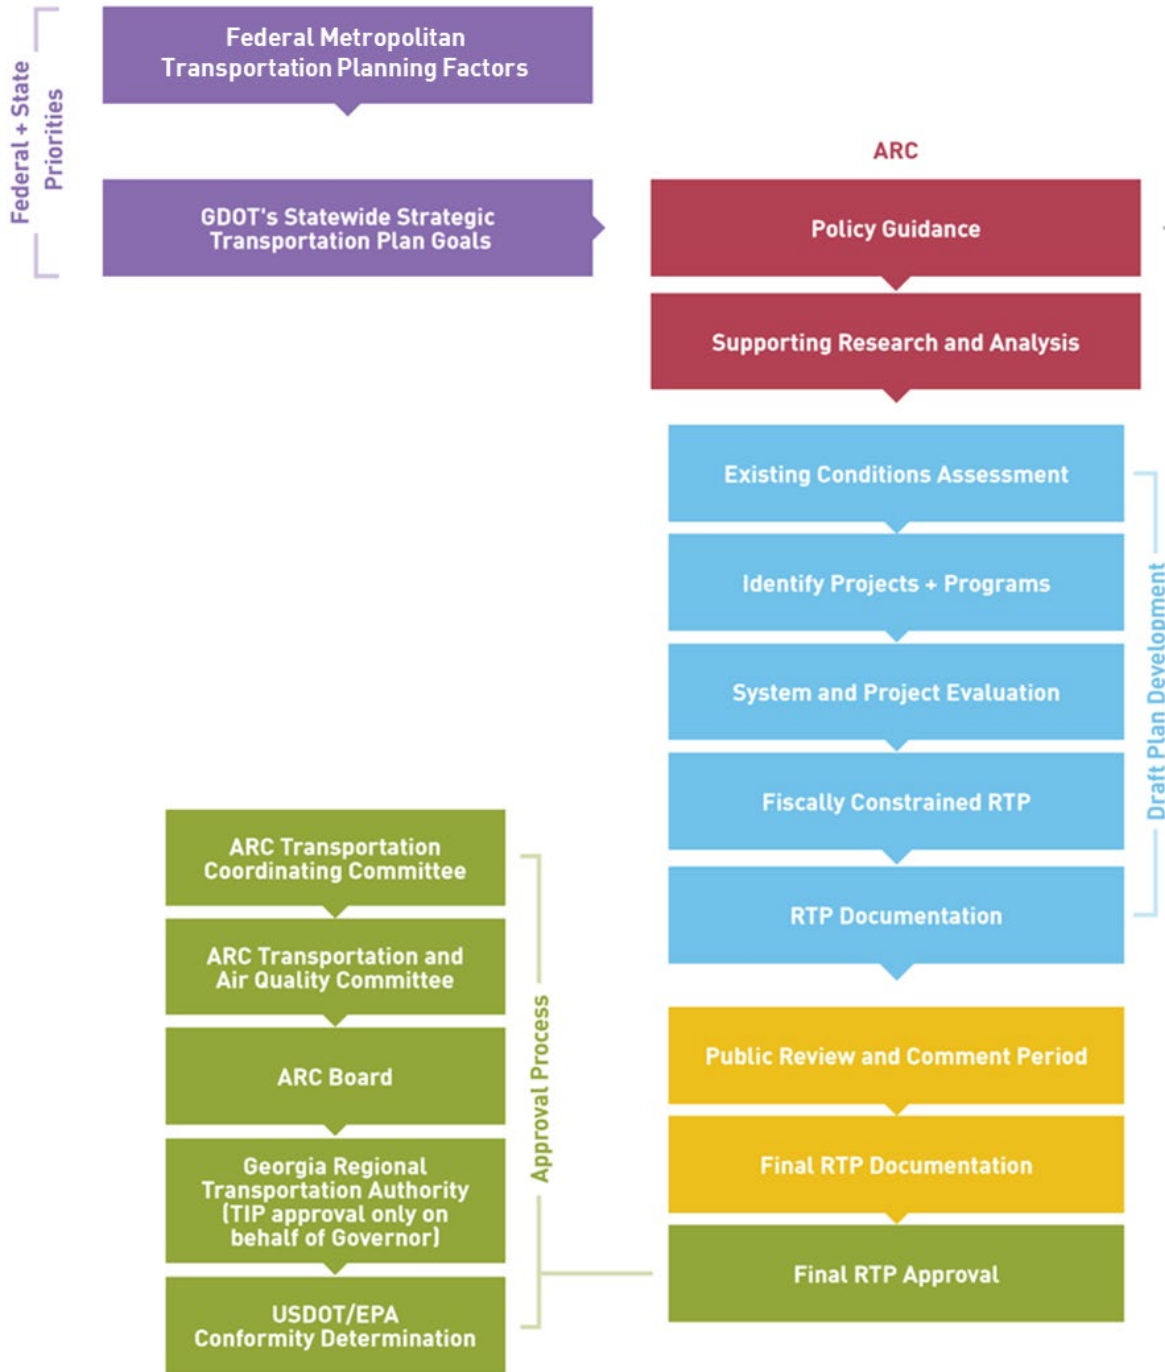 Federal + State
Priorities
Federal Metropolitan
Transportation Planning Factors
GDOT's Statewide Strategic
Transportation Plan Goals
ARC
Policy Guidance
Supporting Research and Analysis
Existing Conditions Assessment
Identify Projects + Programs
System and Project Evaluation
Fiscally Constrained RTP
RTP Documentation
Draft Plan Development
Public Review and Comment Period
Final RTP Documentation
Final RTP Approval
Approval Process
ARC Transportation
Coordinating Committee
ARC Transportation and
Air Quality Committee
ARC Board
Georgia Regional
Transportation Authority
(TIP approval only on
behalf of Governor)
USDOT/EPA
Conformity Determination